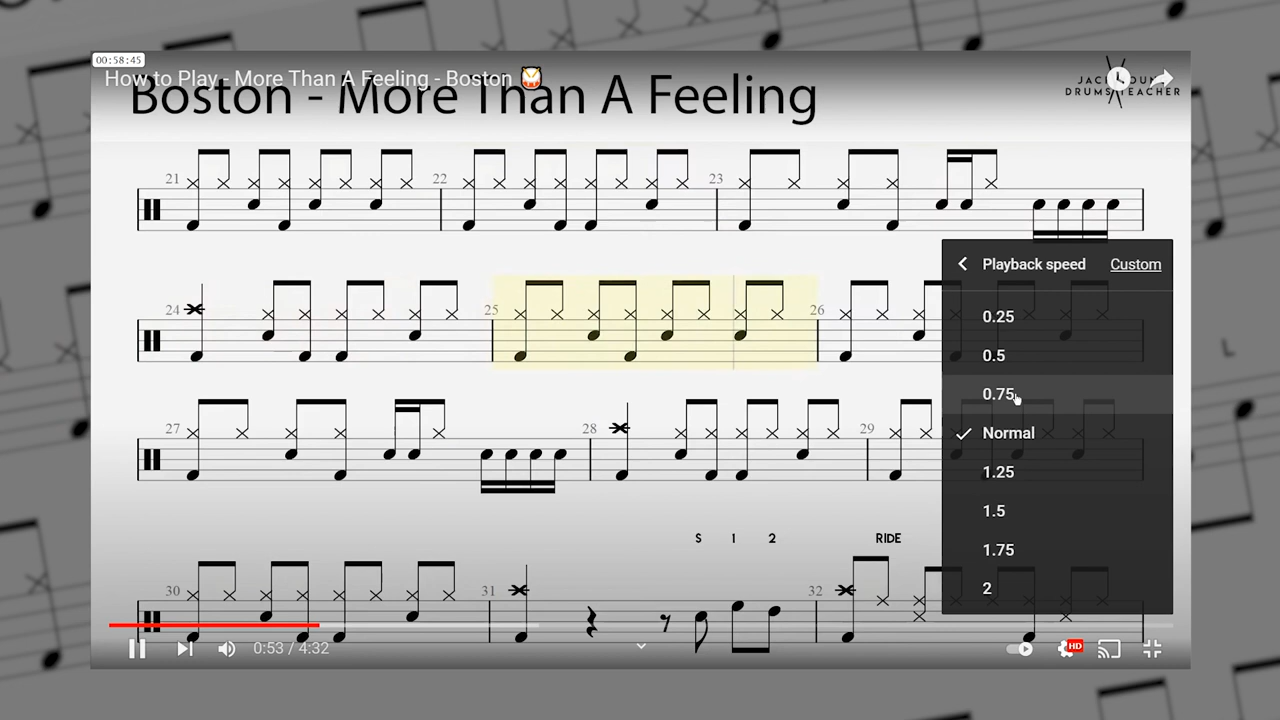 00:58:45
How to Play - More Than A Feeling - Boston
Boston - More Than A Feeling
DRUMS TEACHER
21 22 23
Playback speed Custom
0.25
0.5
0.75
Normal
1.25
1.5
1.75
2
24 25 26
27 28 29
S 1 2 RIDE
30 31 32
0:53 / 4:32
HD